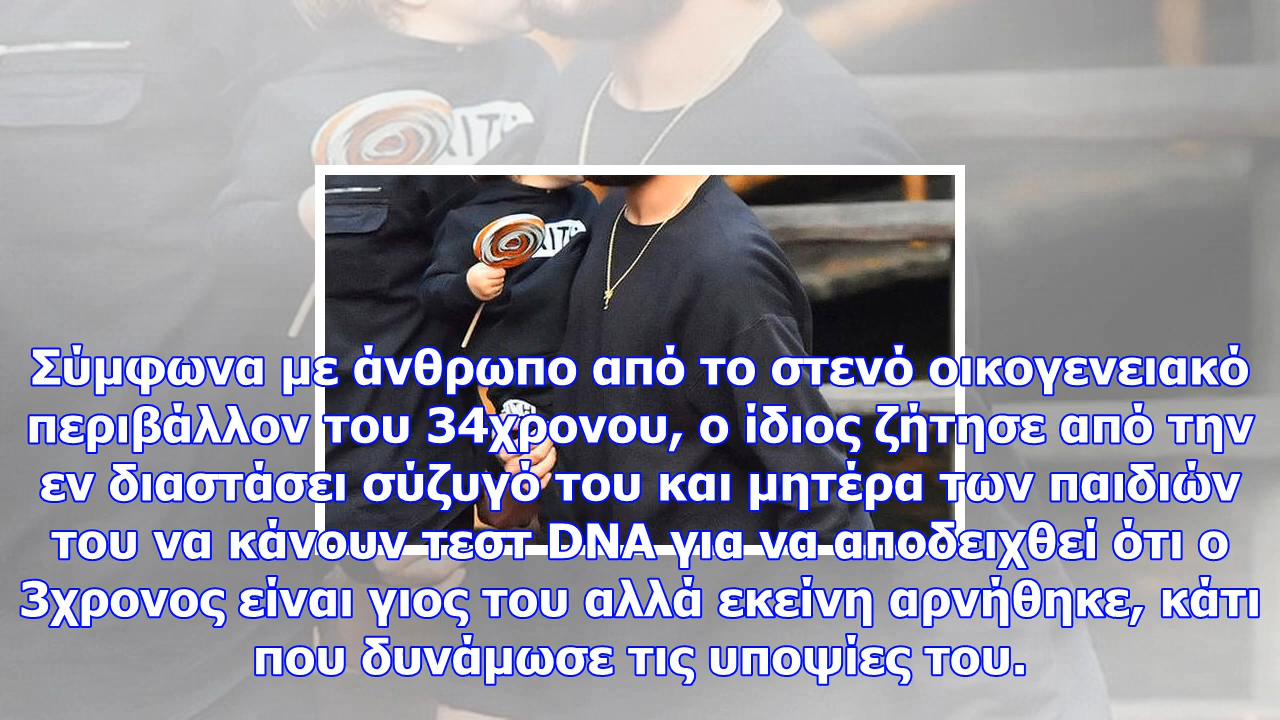 Σύμφωνα με άνθρωπο από το στενό οικογενειακό
περιβάλλον του 34χρονου, ο ίδιος ζήτησε από την
εν διαστάσει σύζυγό του και μητέρα των παιδιών
του να κάνουν τεστ DNA για να αποδειχθεί ότι ο
3χρονος είναι γιος του αλλά εκείνη αρνήθηκε, κάτι
που δυνάμωσε τις υποψίες του.